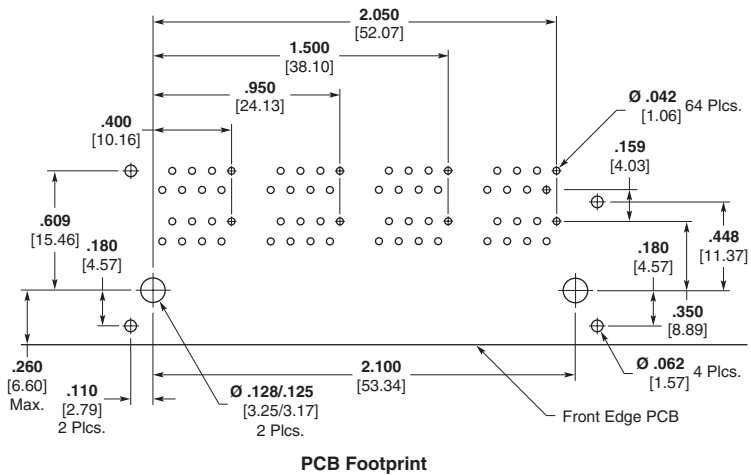 2.050
[52.07]
1.500
[38.10]
.950
[24.13]
.400
[10.16]
Ø .042
[1.06]
64 Plcs.
.159
[4.03]
.609
[15.46]
.180
[4.57]
.448
[11.37]
.180
[4.57]
.350
[8.89]
.260
[6.60]
Max.
.110
[2.79]
2 Plcs.
Ø .128/.125
[3.25/3.17]
2 Plcs.
2.100
[53.34]
Ø .062
[1.57]
4 Plcs.
Front Edge PCB
PCB Footprint